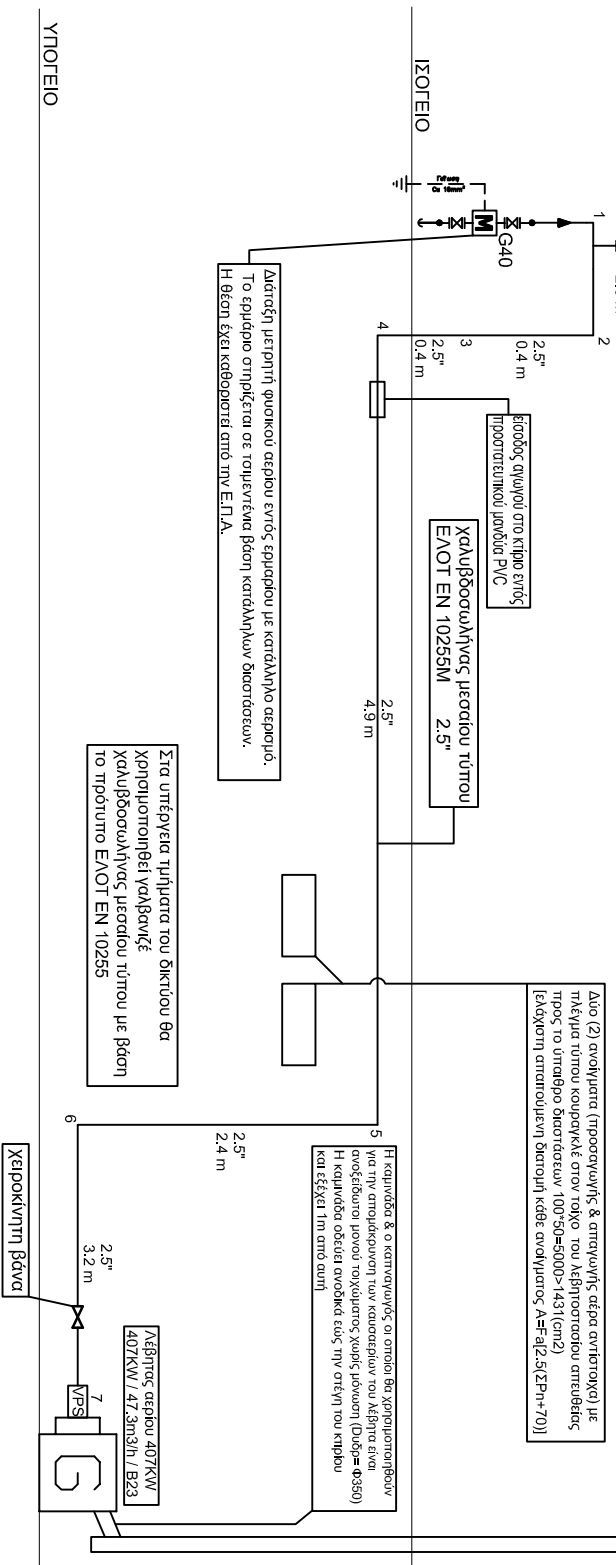 ΥΠΟΓΕΙΟ
ΙΣΟΓΕΙΟ
Γείωση
Cu 16mm²
M
G40
1
2
2.5"
0.4 m
3
2.5"
0.4 m
4
είσοδος αγωγού στο κτίριο εντός
προστατευτικού μανδύα PVC
Διάταξη μετρητή φυσικού αερίου εντός ερμαρίου με κατάλληλο αερισμό.
Το ερμάριο στηρίζεται σε τσιμεντένια βάση κατάλληλων διαστάσεων.
Η θέση έχει καθοριστεί από την Ε.Π.Α.
χαλυβδοσωλήνας μεσαίου τύπου
ΕΛΟΤ ΕΝ 10255Μ 2.5"
2.5"
4.9 m
Στα υπέργεια τμήματα του δικτύου θα
χρησιμοποιηθεί γαλβανιζέ
χαλυβδοσωλήνας μεσαίου τύπου με βάση
το πρότυπο ΕΛΟΤ ΕΝ 10255
Δύο (2) ανοίγματα (προσαγωγής & απαγωγής αέρα αντίστοιχα) με
πλέγμα τύπου κουραγκλέ στον τοίχο του λεβητοστασίου απευθείας
προς το ύπαιθρο διαστάσεων 100*50=5000>1431(cm2)
[ελάχιστη απαιτούμενη διατομή κάθε ανοίγματος A=Fa[2.5(ΣPn+70)]
5
2.5"
2.4 m
6
Η καμινάδα & ο καπναγωγός οι οποίοι θα χρησιμοποιηθούν
για την απομάκρυνση των καυσαερίων του λέβητα είναι
ανοξείδωτοι μονού τοιχώματος χωρίς μόνωση (Dυδρ= Φ350)
Η καμινάδα οδεύει ανοδικά εώς την στέγη του κτιρίου
και εξέχει 1m από αυτή
χειροκίνητη βάνα
2.5"
3.2 m
Λέβητας αερίου 407KW
407KW / 47.3m3/h / B23
7
VPS
G